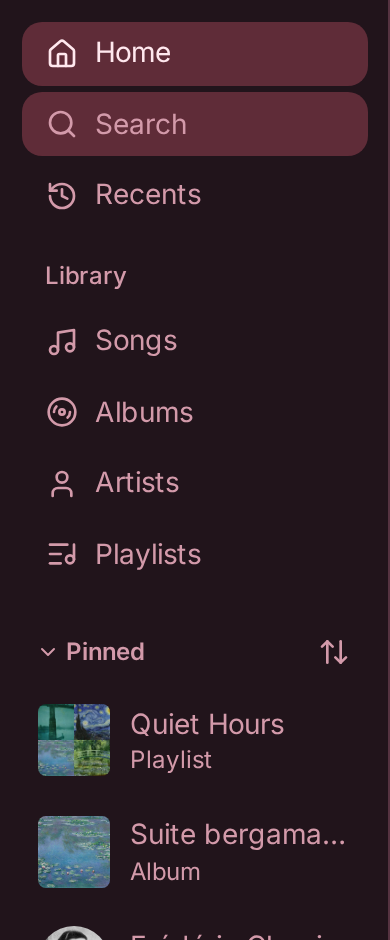 Home
Search
Recents
Library
Songs
Albums
Artists
Playlists
Pinned
Quiet Hours
Playlist
Suite bergama...
Album